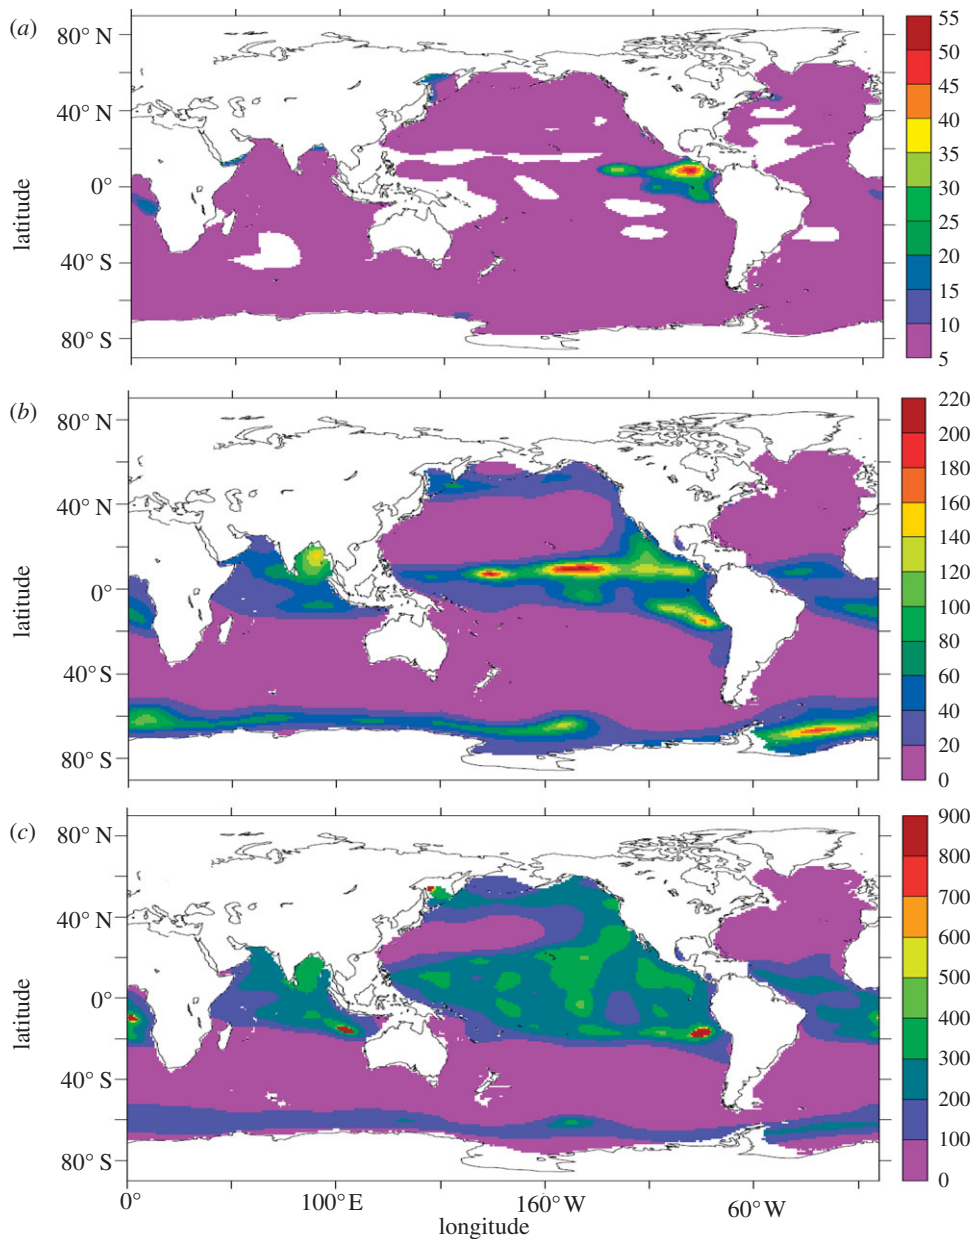 (a)
80° N
40° N
0°
40° S
80° S
latitude
55
50
45
40
35
30
25
20
15
10
5
(b)
80° N
40° N
0°
40° S
80° S
latitude
220
200
180
160
140
120
100
80
60
40
20
0
(c)
80° N
40° N
0°
40° S
80° S
latitude
900
800
700
600
500
400
300
200
100
0
0° 100° E 160° W 60° W
longitude